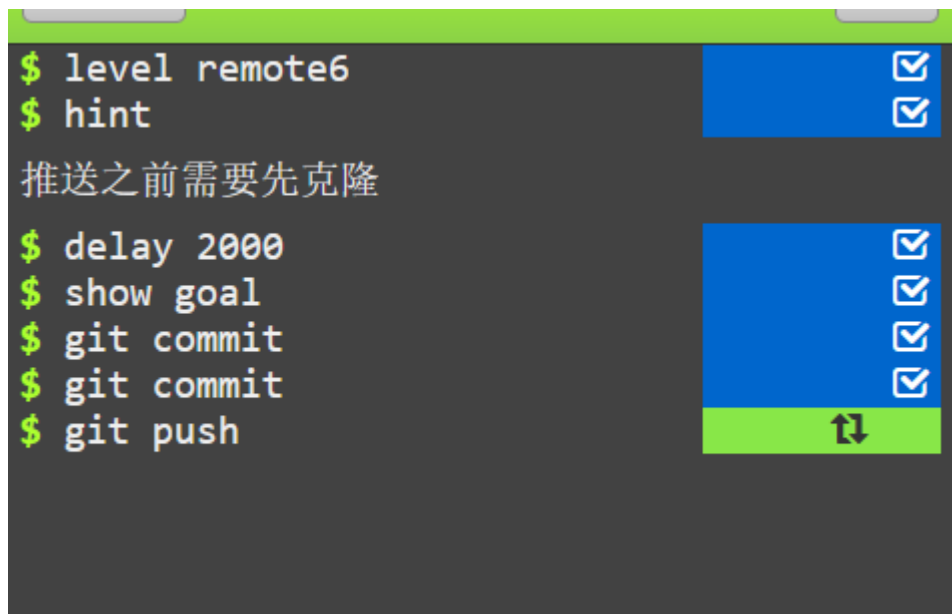 $ level remote6
$ hint
推送之前需要先克隆
$ delay 2000
$ show goal
$ git commit
$ git commit
$ git push